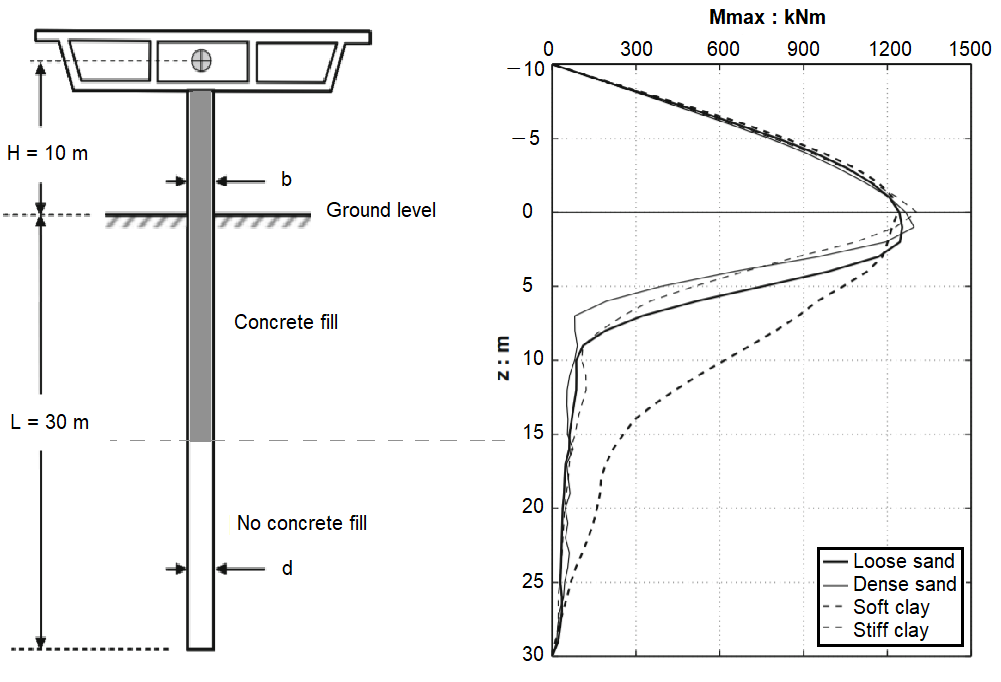 H = 10 m
b
Ground level
Concrete fill
L = 30 m
No concrete fill
d
Mmax : kNm
0 300 600 900 1200 1500
−10
−5
0
5
10
15
20
25
30
z : m
Loose sand
Dense sand
Soft clay
Stiff clay